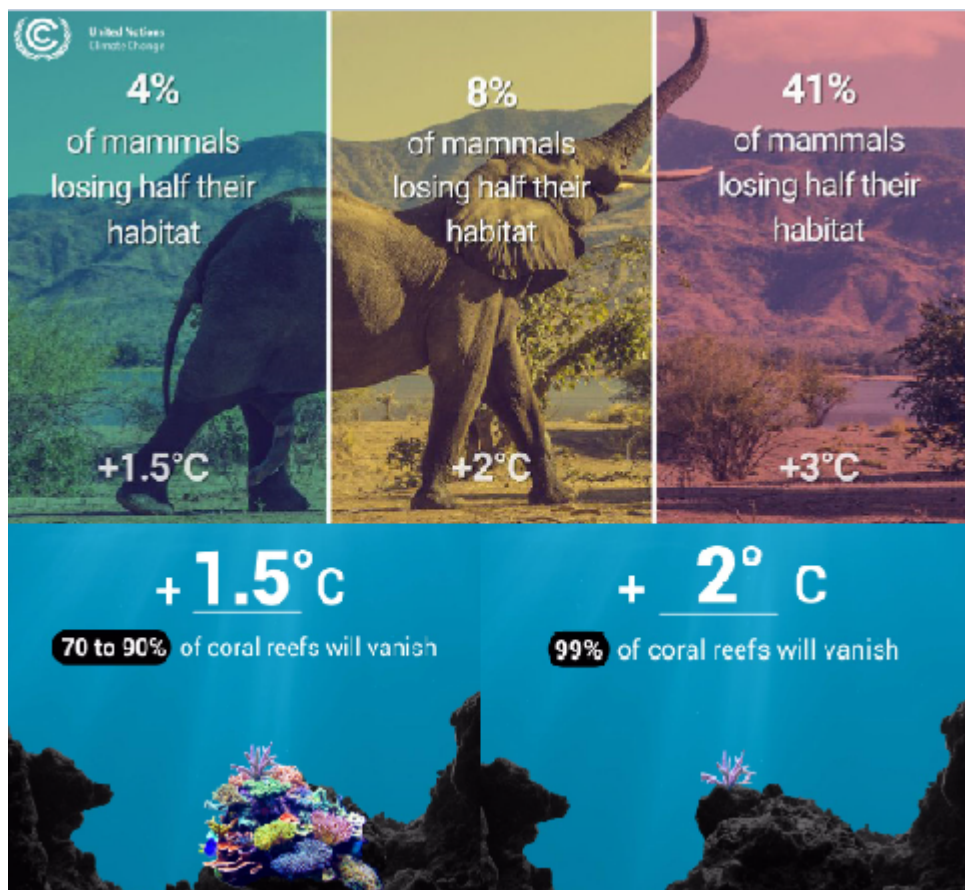 United Nations
Climate Change
4%
of mammals
losing half their
habitat
+1.5°C
8%
of mammals
losing half their
habitat
+2°C
41%
of mammals
losing half their
habitat
+3°C
+ 1.5° C
70 to 90% of coral reefs will vanish
+ 2° C
99% of coral reefs will vanish